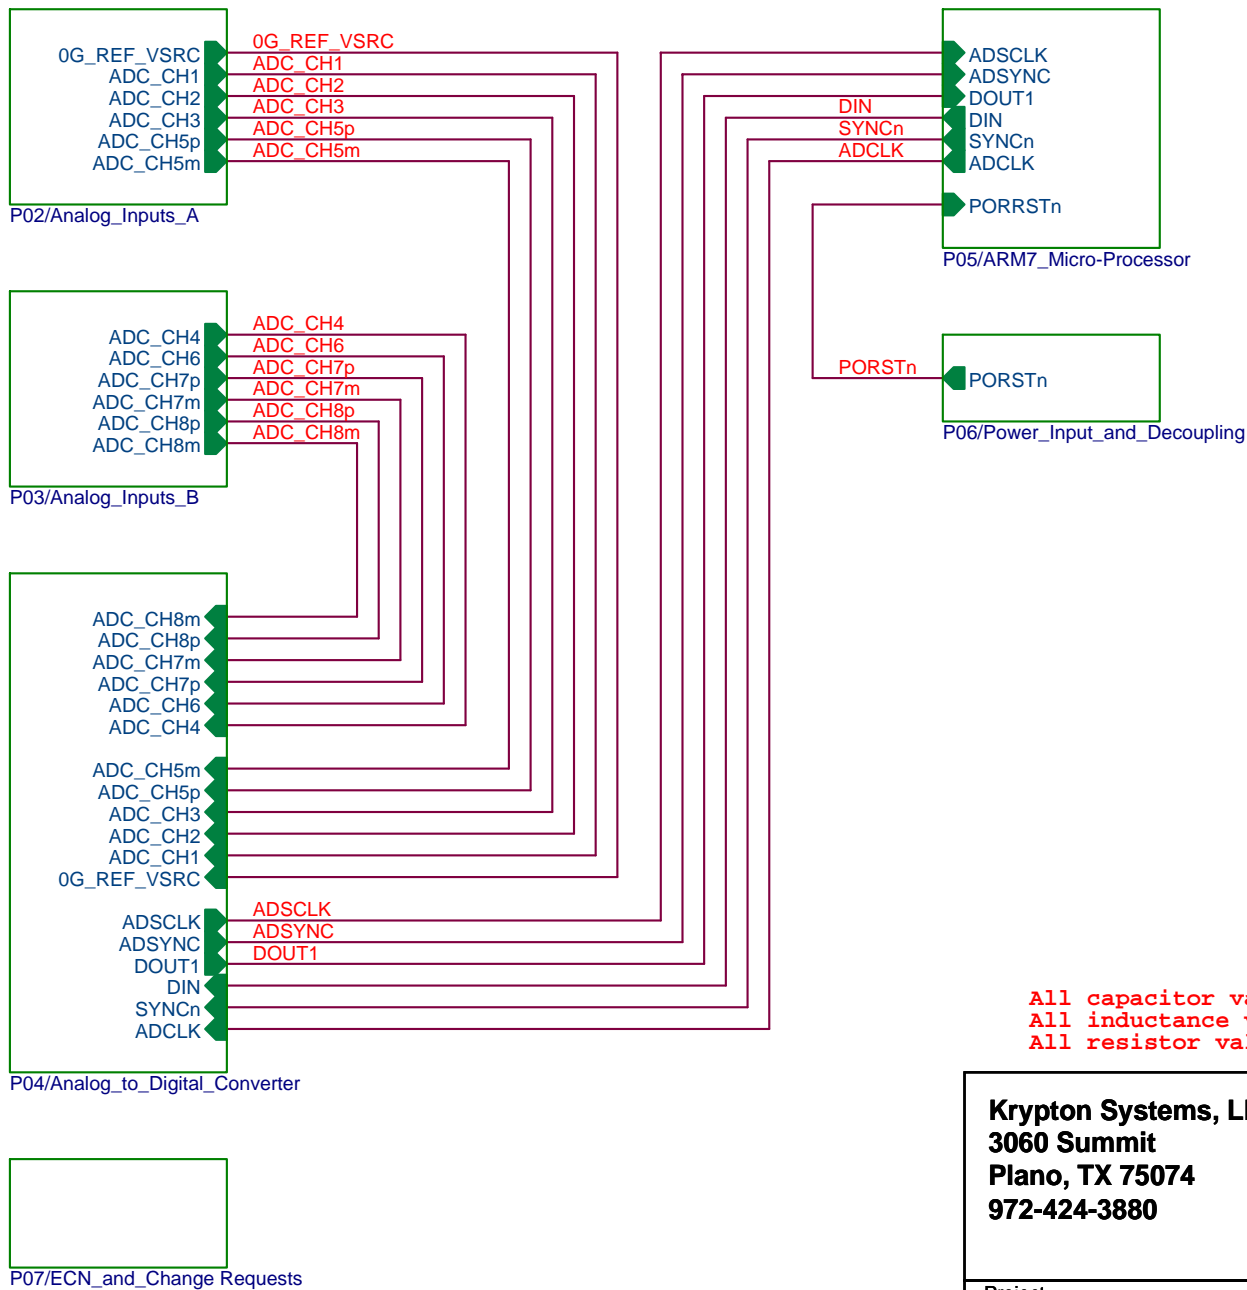 0G_REF_VSRC
ADC_CH1
ADC_CH2
ADC_CH3
ADC_CH5p
ADC_CH5m
0G_REF_VSRC
ADC_CH1
ADC_CH2
ADC_CH3
ADC_CH5p
ADC_CH5m
P02/Analog_Inputs_A
DIN
SYNCn
ADCLK
ADSCLK
ADSYNC
DOUT1
DIN
SYNCn
ADCLK
PORRSTn
P05/ARM7_Micro-Processor
ADC_CH4
ADC_CH6
ADC_CH7p
ADC_CH7m
ADC_CH8p
ADC_CH8m
ADC_CH4
ADC_CH6
ADC_CH7p
ADC_CH7m
ADC_CH8p
ADC_CH8m
P03/Analog_Inputs_B
PORSTn
PORSTn
P06/Power_Input_and_Decoupling
ADC_CH8m
ADC_CH8p
ADC_CH7m
ADC_CH7p
ADC_CH6
ADC_CH4
ADC_CH5m
ADC_CH5p
ADC_CH3
ADC_CH2
ADC_CH1
0G_REF_VSRC
ADSCLK
ADSYNC
DOUT1
DIN
SYNCn
ADCLK
ADSCLK
ADSYNC
DOUT1
P04/Analog_to_Digital_Converter
All capacitor
All inductance
All resistor
Krypton Systems,
3060 Summit
Plano, TX 75074
972-424-3880
P07/ECN_and_Change Requests